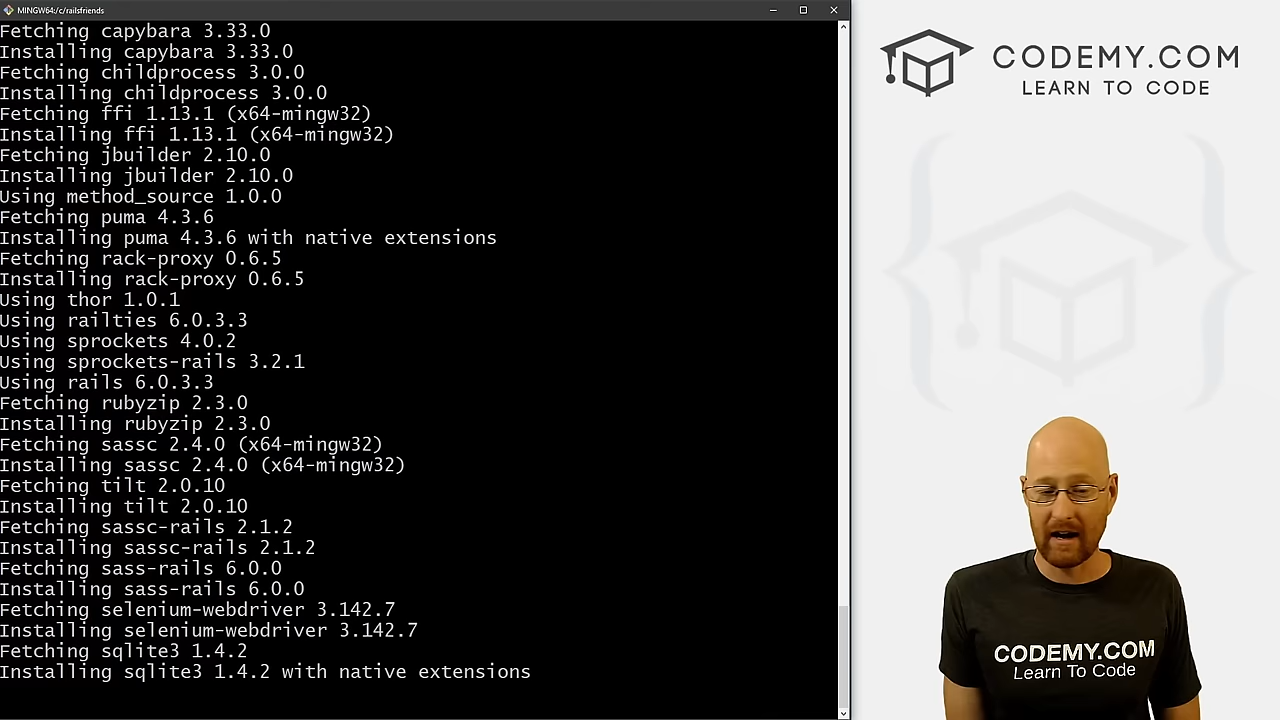 MINGW64:/c/railsfriends
Fetching capybara 3.33.0
Installing capybara 3.33.0
Fetching childprocess 3.0.0
Installing childprocess 3.0.0
Fetching ffi 1.13.1 (x64-mingw32)
Installing ffi 1.13.1 (x64-mingw32)
Fetching jbuilder 2.10.0
Installing jbuilder 2.10.0
Using method_source 1.0.0
Fetching puma 4.3.6
Installing puma 4.3.6 with native extensions
Fetching rack-proxy 0.6.5
Installing rack-proxy 0.6.5
Using thor 1.0.1
Using railties 6.0.3.3
Using sprockets 4.0.2
Using sprockets-rails 3.2.1
Using rails 6.0.3.3
Fetching rubyzip 2.3.0
Installing rubyzip 2.3.0
Fetching sassc 2.4.0 (x64-mingw32)
Installing sassc 2.4.0 (x64-mingw32)
Fetching tilt 2.0.10
Installing tilt 2.0.10
Fetching sassc-rails 2.1.2
Installing sassc-rails 2.1.2
Fetching sass-rails 6.0.0
Installing sass-rails 6.0.0
Fetching selenium-webdriver 3.142.7
Installing selenium-webdriver 3.142.7
Fetching sqlite3 1.4.2
Installing sqlite3 1.4.2 with native extensions
CODEMY.COM
LEARN TO CODE
CODEMY.COM
Learn To Code